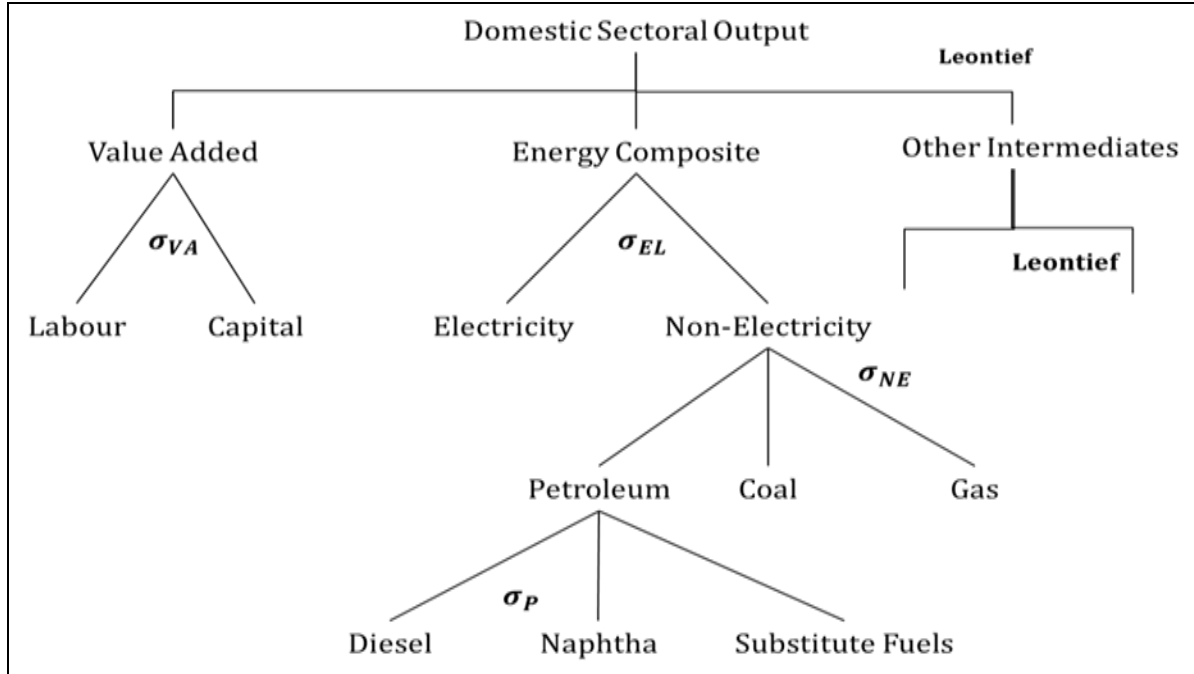 Domestic Sectoral Output
Leontief
Value Added
Energy Composite
Other Intermediates
σVA
σEL
Leontief
Labour
Capital
Electricity
Non-Electricity
σNE
Petroleum
Coal
Gas
σP
Diesel
Naphtha
Substitute Fuels